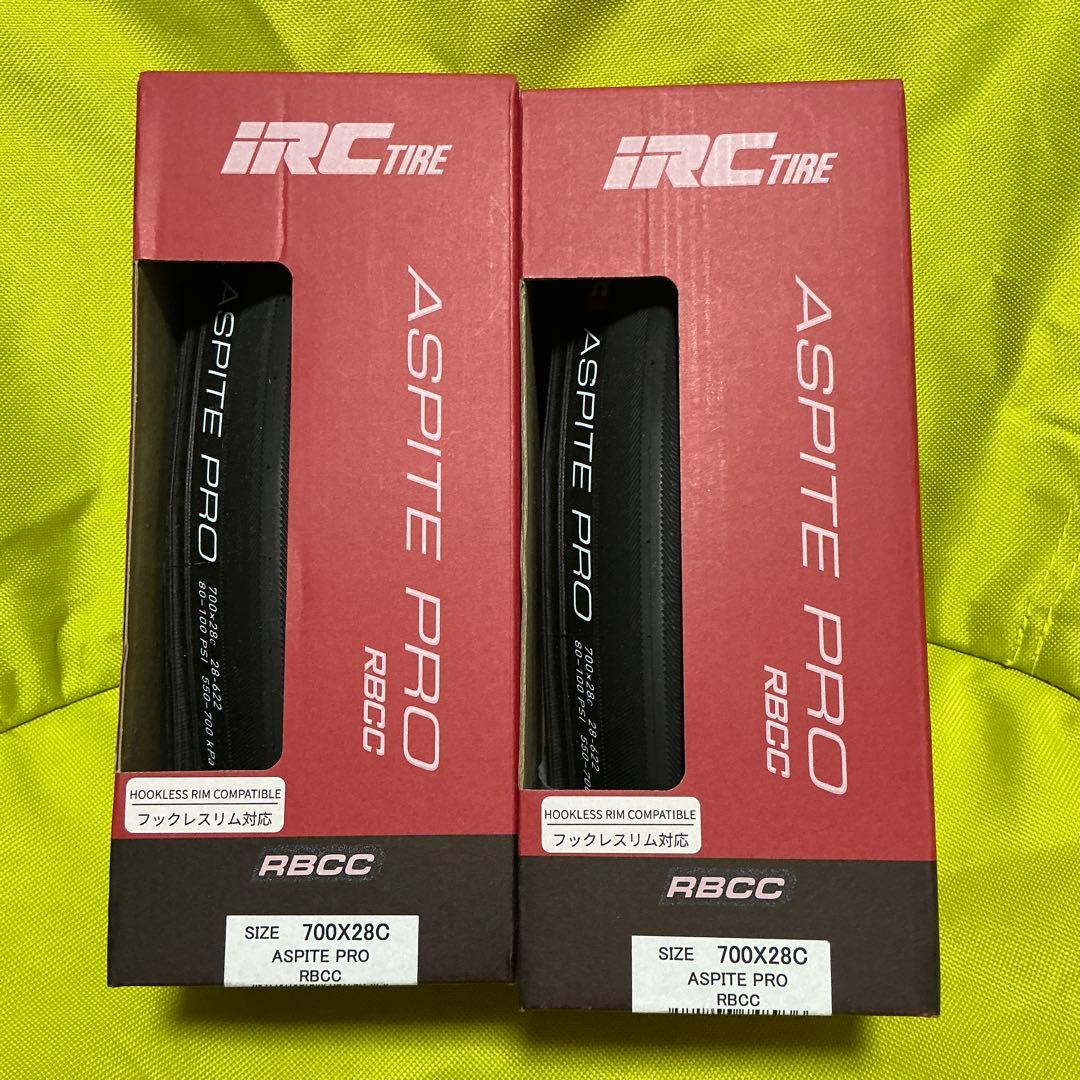 iRC TIRE
ASPITE PRO
RBCC
ASPITE PRO
700×28c 28-622
80-100 PSI 550-700 kPa
HOOKLESS RIM COMPATIBLE
フックレスリム対応
RBCC
SIZE 700X28C
ASPITE PRO
RBCC
iRC TIRE
ASPITE PRO
RBCC
ASPITE PRO
700×28c 28-622
80-100 PSI 550-700
HOOKLESS RIM COMPATIBLE
フックレスリム対応
RBCC
SIZE 700X28C
ASPITE PRO
RBCC